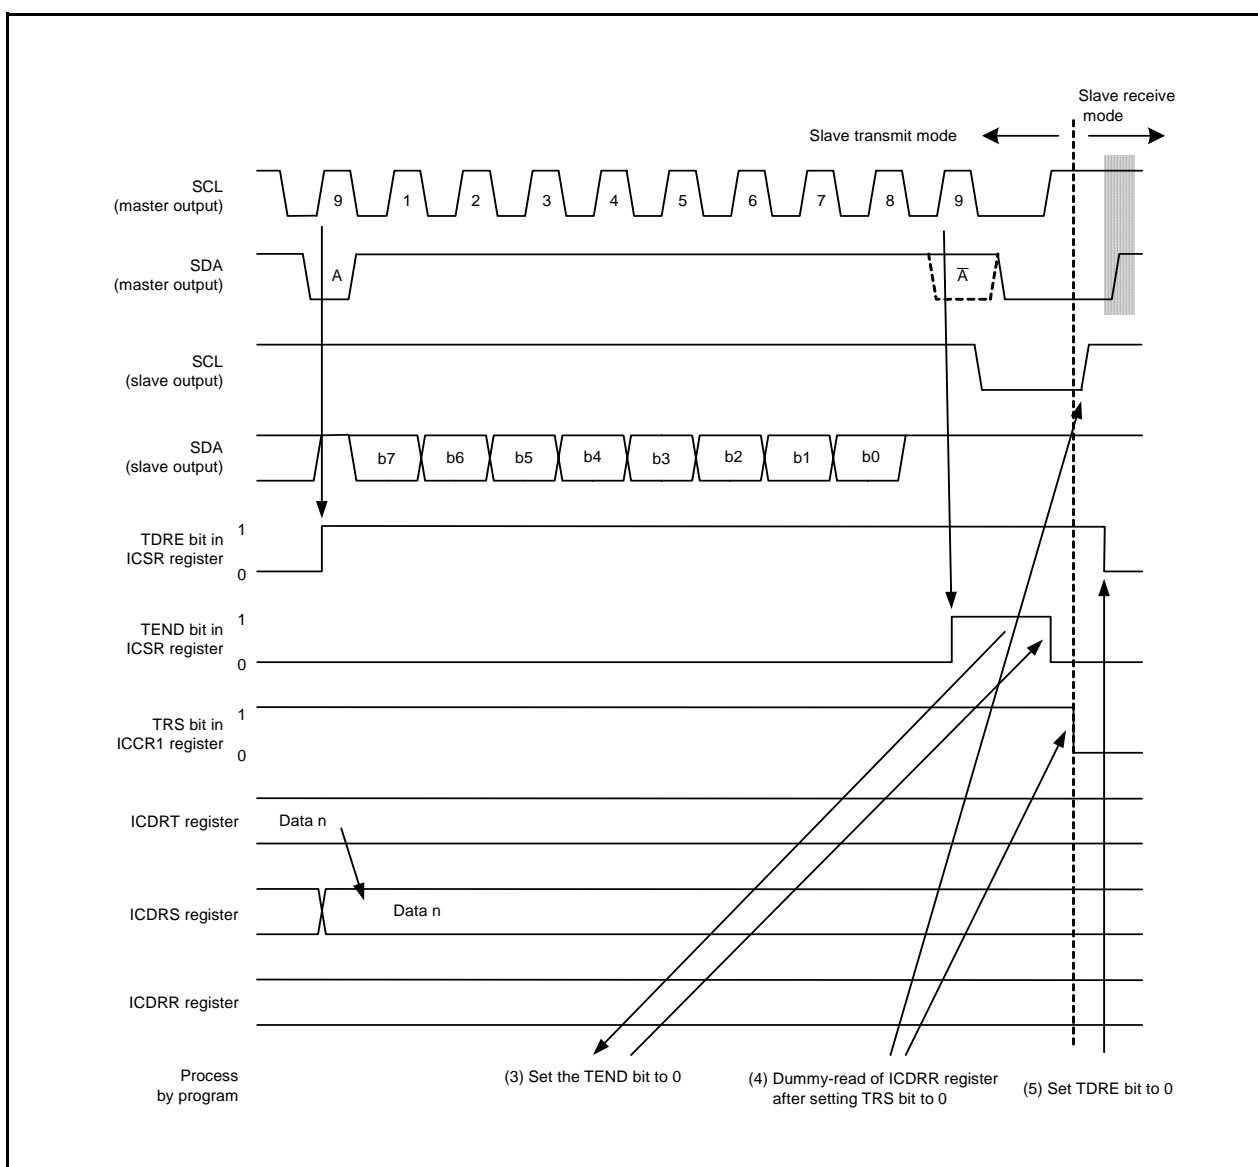 Slave receive
mode
Slave transmit mode
SCL
(master output)
9 1 2 3 4 5 6 7 8 9
SDA
(master output)
A A̅
SCL
(slave output)
SDA
(slave output)
b7 b6 b5 b4 b3 b2 b1 b0
TDRE bit in
ICSR register
1
0
TEND bit in
ICSR register
1
0
TRS bit in
ICCR1 register
1
0
ICDRT register
Data n
ICDRS register
Data n
ICDRR register
Process
by program
(3) Set the TEND bit to 0
(4) Dummy-read of ICDRR register
after setting TRS bit to 0
(5) Set TDRE bit to 0